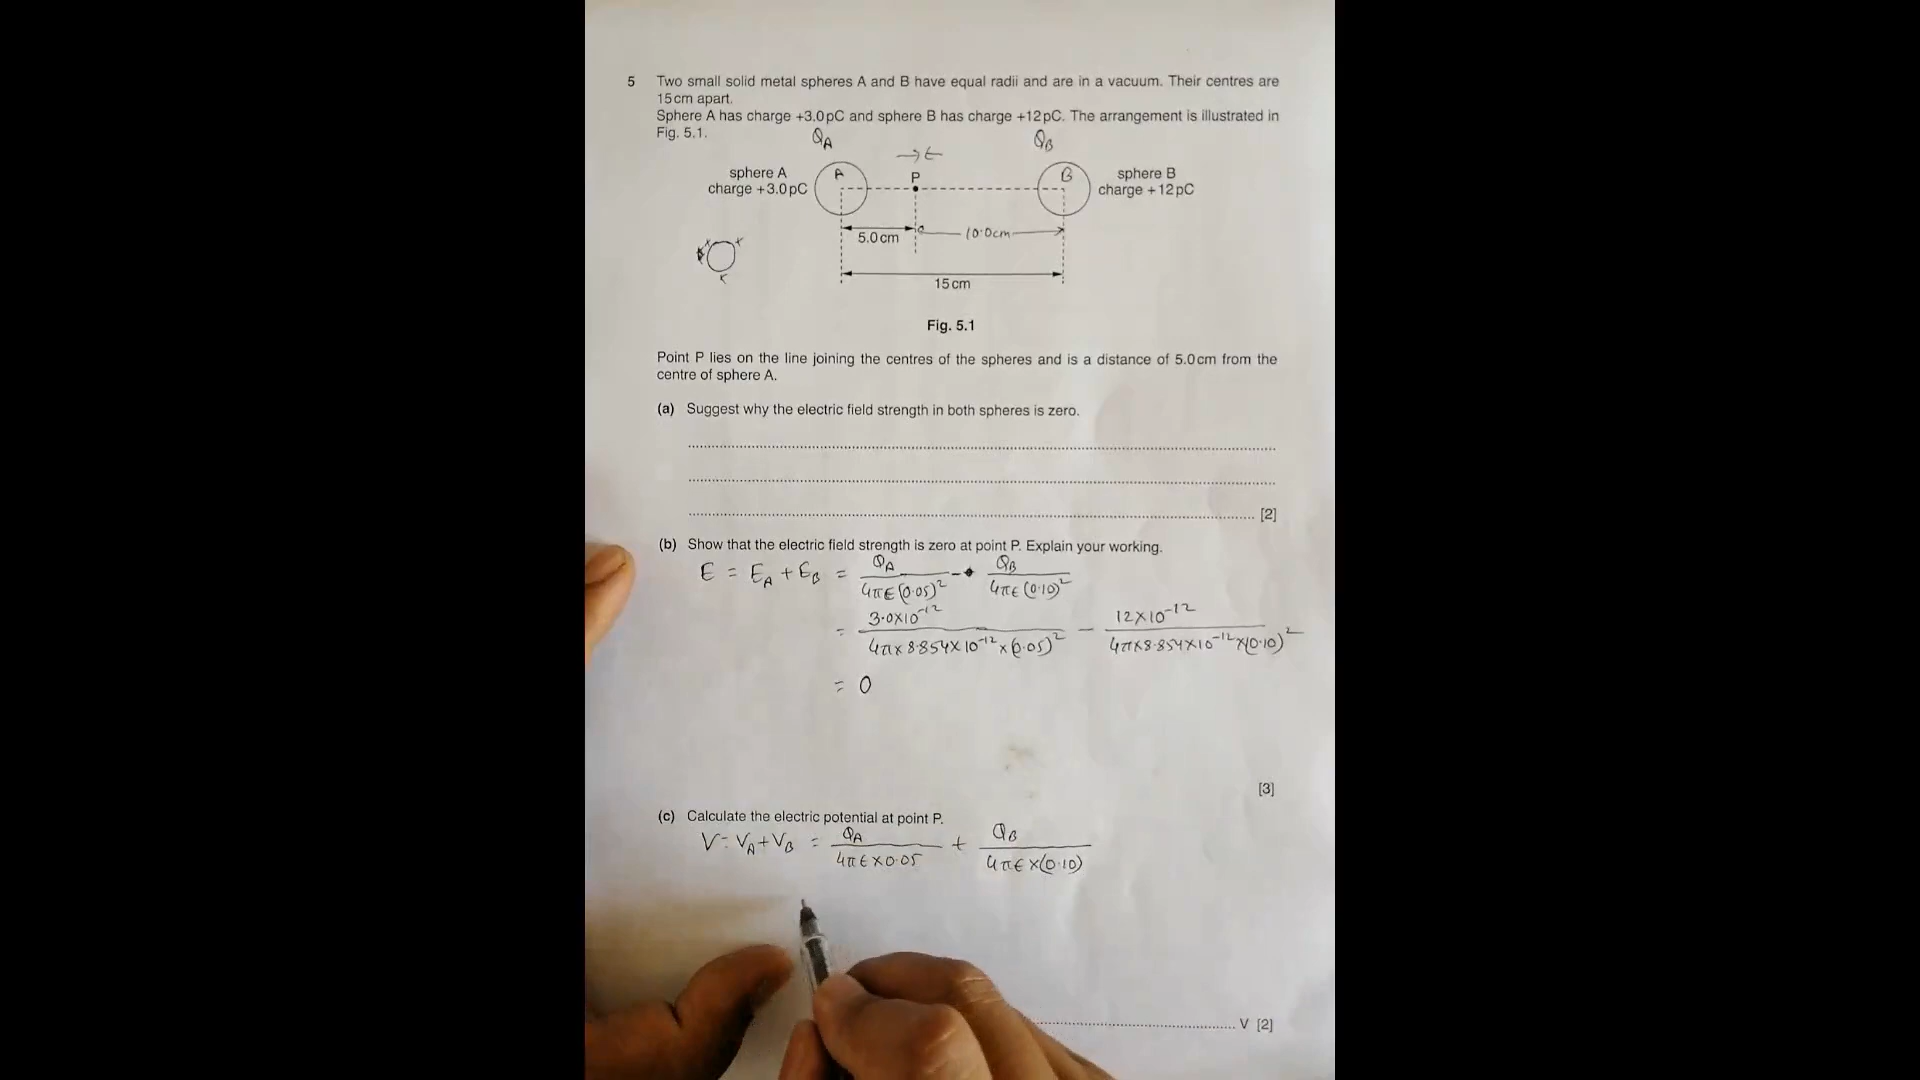 5 Two small solid metal spheres A and B have equal radii and are in a vacuum. Their centres are
15 cm apart.
Sphere A has charge +3.0 pC and sphere B has charge +12 pC. The arrangement is illustrated in
Fig. 5.1.
Q_A Q_B
→E
sphere A
charge +3.0 pC
A
P
B
sphere B
charge +12 pC
5.0 cm
10.0cm
15 cm
Fig. 5.1
Point P lies on the line joining the centres of the spheres and is a distance of 5.0 cm from the
centre of sphere A.
(a) Suggest why the electric field strength in both spheres is zero.
[2]
(b) Show that the electric field strength is zero at point P. Explain your working.
E = E_A + E_B = Q_A / 4πε(0.05)² - Q_B / 4πε(0.10)²
= 3.0×10⁻¹² / 4π×8.854×10⁻¹²×(0.05)² - 12×10⁻¹² / 4π×8.854×10⁻¹²×(0.10)²
= 0
[3]
(c) Calculate the electric potential at point P.
V = V_A + V_B = Q_A / 4πε×0.05 + Q_B / 4πε×(0.10)
V [2]